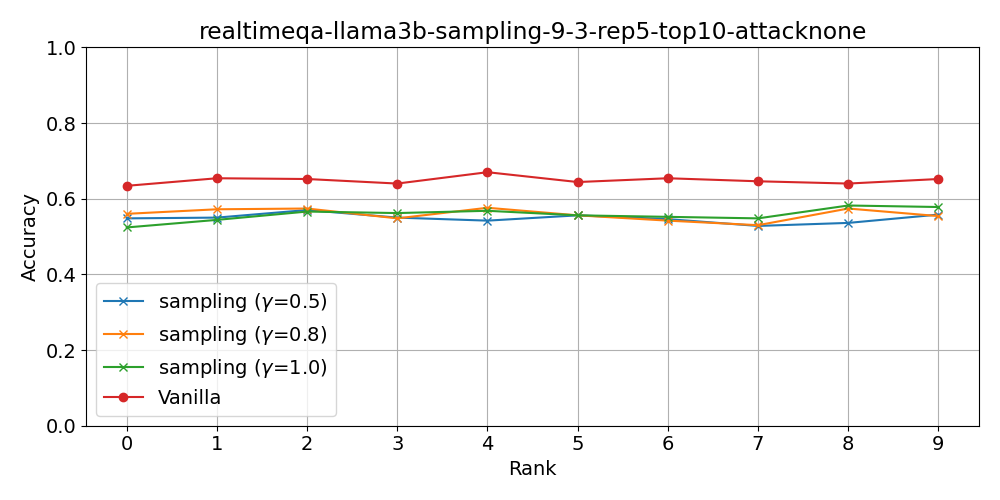 realtimeqa-llama3b-sampling-9-3-rep5-top10-attacknone
1.0
0.8
0.6
0.4
0.2
0.0
Accuracy
sampling (γ=0.5)
sampling (γ=0.8)
sampling (γ=1.0)
Vanilla
0 1 2 3 4 5 6 7 8 9
Rank